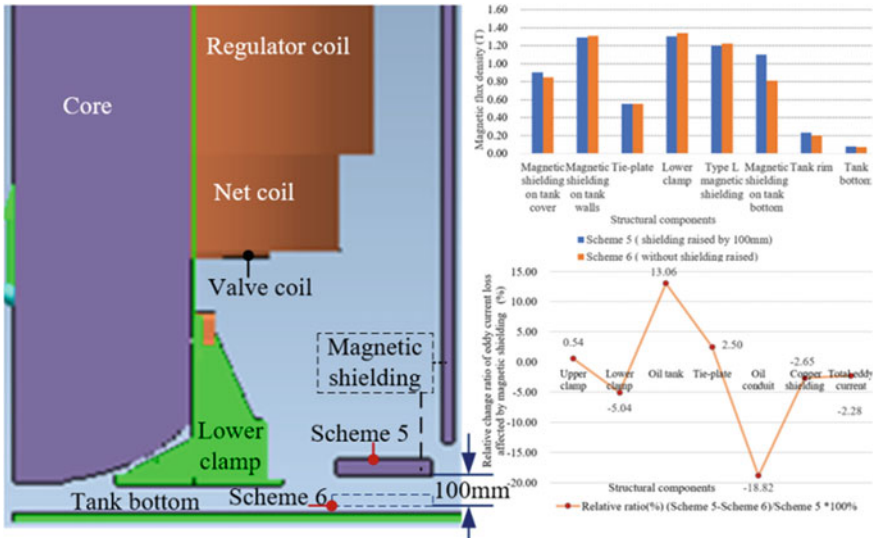 Regulator coil
Core
Net coil
Valve coil
Magnetic
shielding
Lower
clamp
Scheme 5
Tank bottom
Scheme 6
100mm
Magnetic flux density (T)
1.60
1.40
1.20
1.00
0.80
0.60
0.40
0.20
0.00
Magnetic shielding on tank cover
Magnetic shielding on tank walls
Tie-plate
Lower clamp
Type L magnetic shielding
Magnetic shielding on tank bottom
Tank rim
Tank bottom
Structural components
Scheme 5 ( shielding raised by 100mm)
Scheme 6 ( without shielding raised)
Relative change ratio of eddy current loss
affected by magnetic shielding (%)
15.00
10.00
5.00
0.00
-5.00
-10.00
-15.00
-20.00
0.54
-5.04
13.06
2.50
-18.82
-2.65
-2.28
Upper clamp
Lower clamp
Oil tank
Tie-plate
Oil conduit
Copper shielding
Total eddy current
Structural components
Relative ratio(%) (Scheme 5-Scheme 6)/Scheme 5 *100%